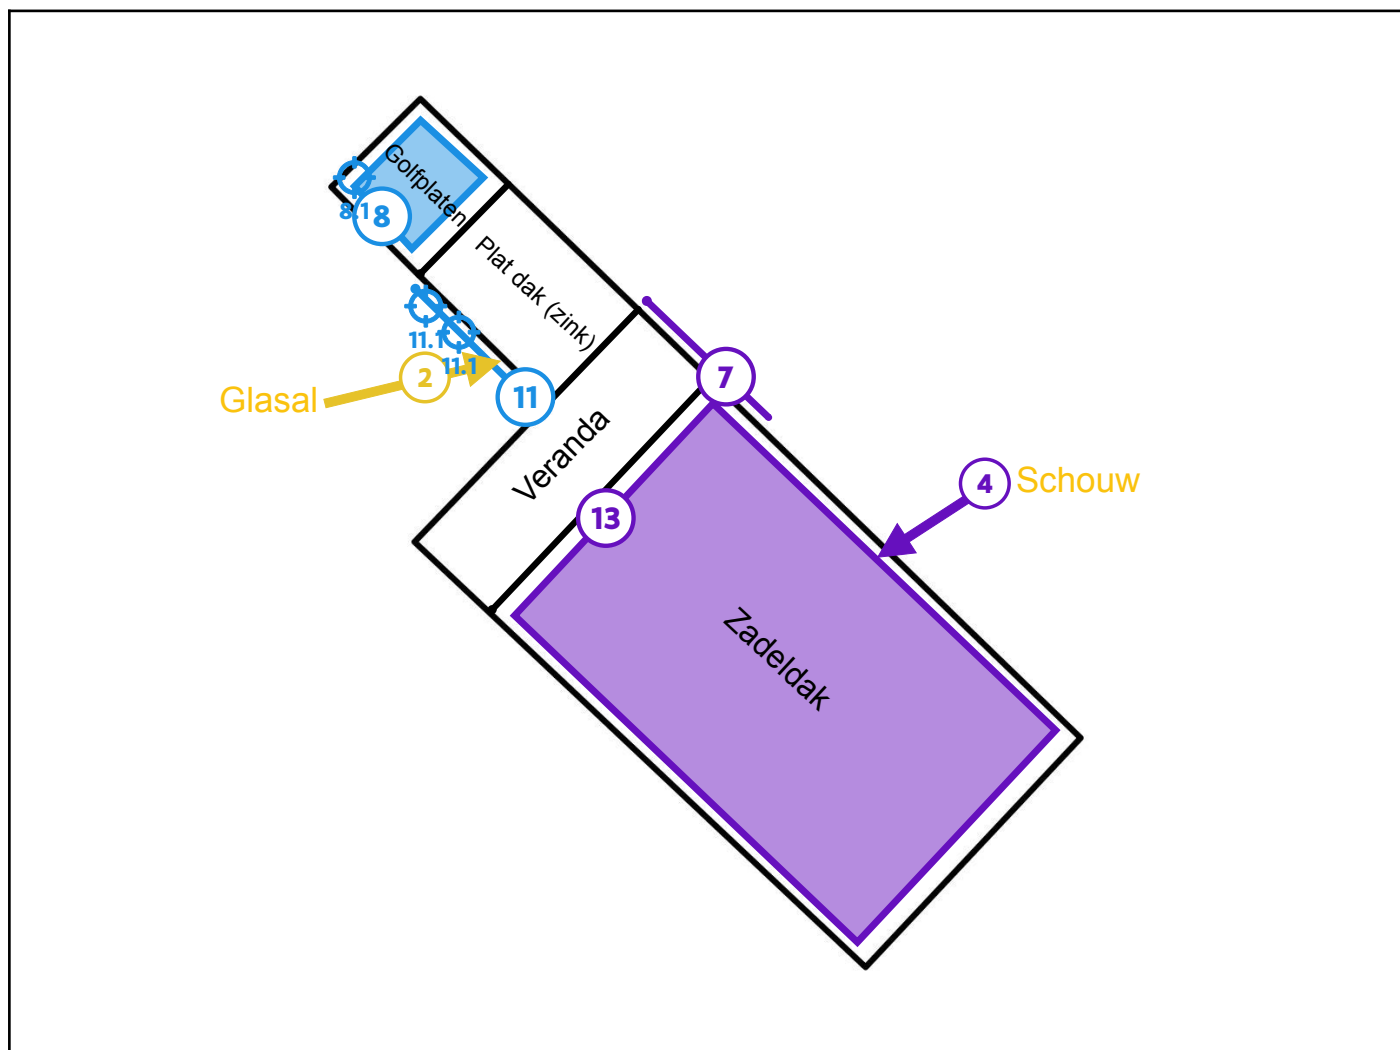 Golfplaten
8.1
8
Plat dak (zink)
11.1
11.1
2
Glasal
11
7
Veranda
4
Schouw
13
Zadeldak